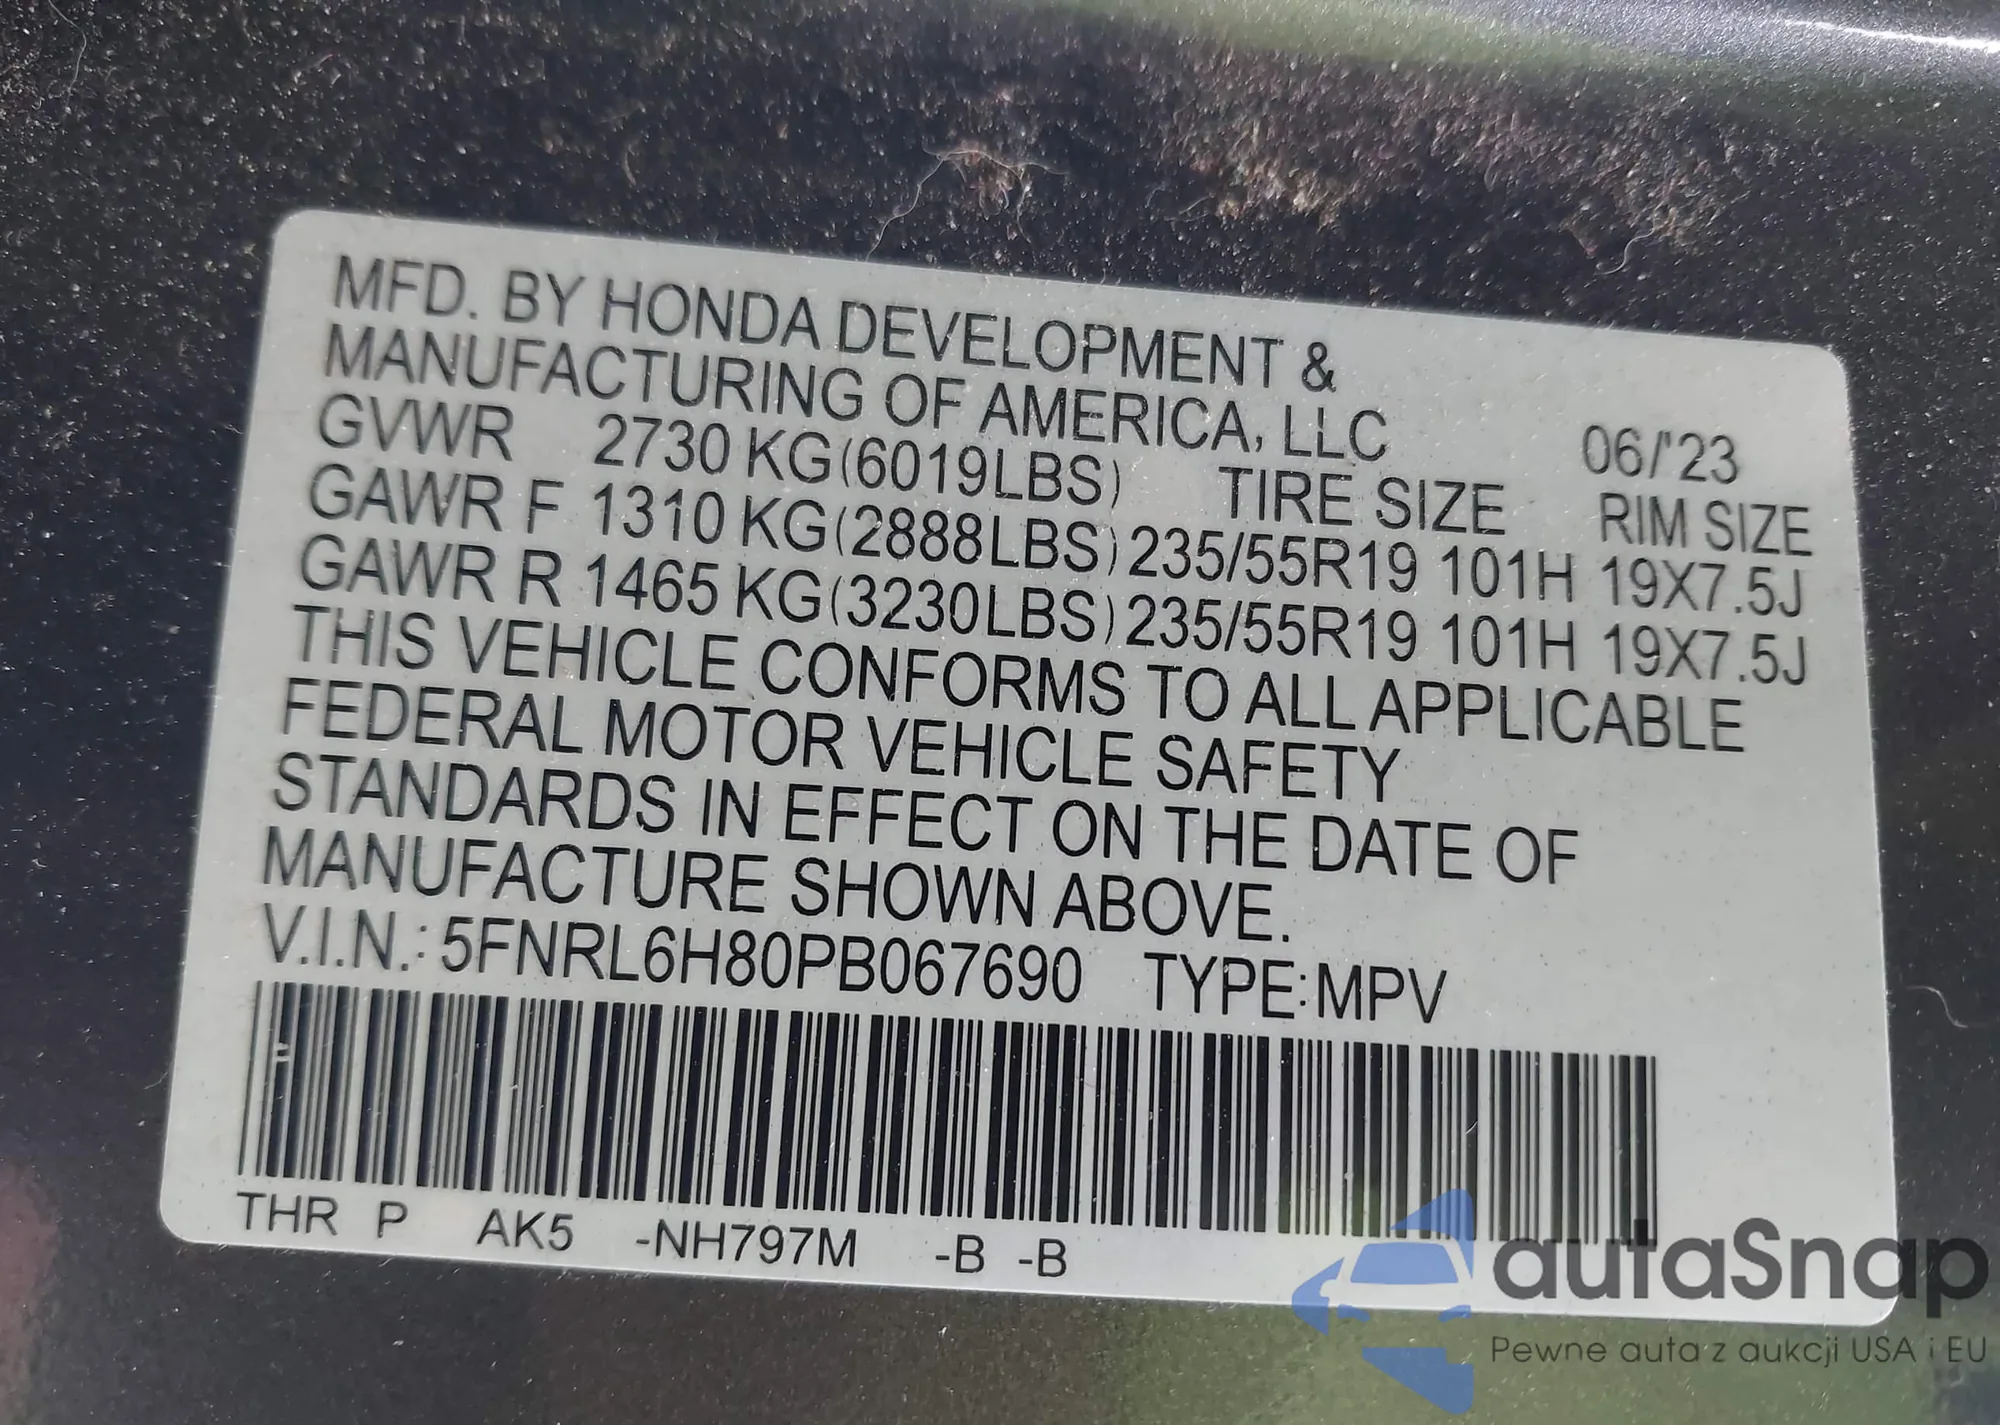 MFD. BY HONDA DEVELOPMENT &
MANUFACTURING OF AMERICA, LLC 06/'23
GVWR 2730 KG(6019LBS) TIRE SIZE RIM SIZE
GAWR F 1310 KG(2888LBS)235/55R19 101H 19X7.5J
GAWR R 1465 KG(3230LBS)235/55R19 101H 19X7.5J
THIS VEHICLE CONFORMS TO ALL APPLICABLE
FEDERAL MOTOR VEHICLE SAFETY
STANDARDS IN EFFECT ON THE DATE OF
MANUFACTURE SHOWN ABOVE.
V.I.N.: 5FNRL6H80PB067690 TYPE:MPV
THR P AK5 -NH797M -B -B
autaSnap
Pewne auta z aukcji USA i EU